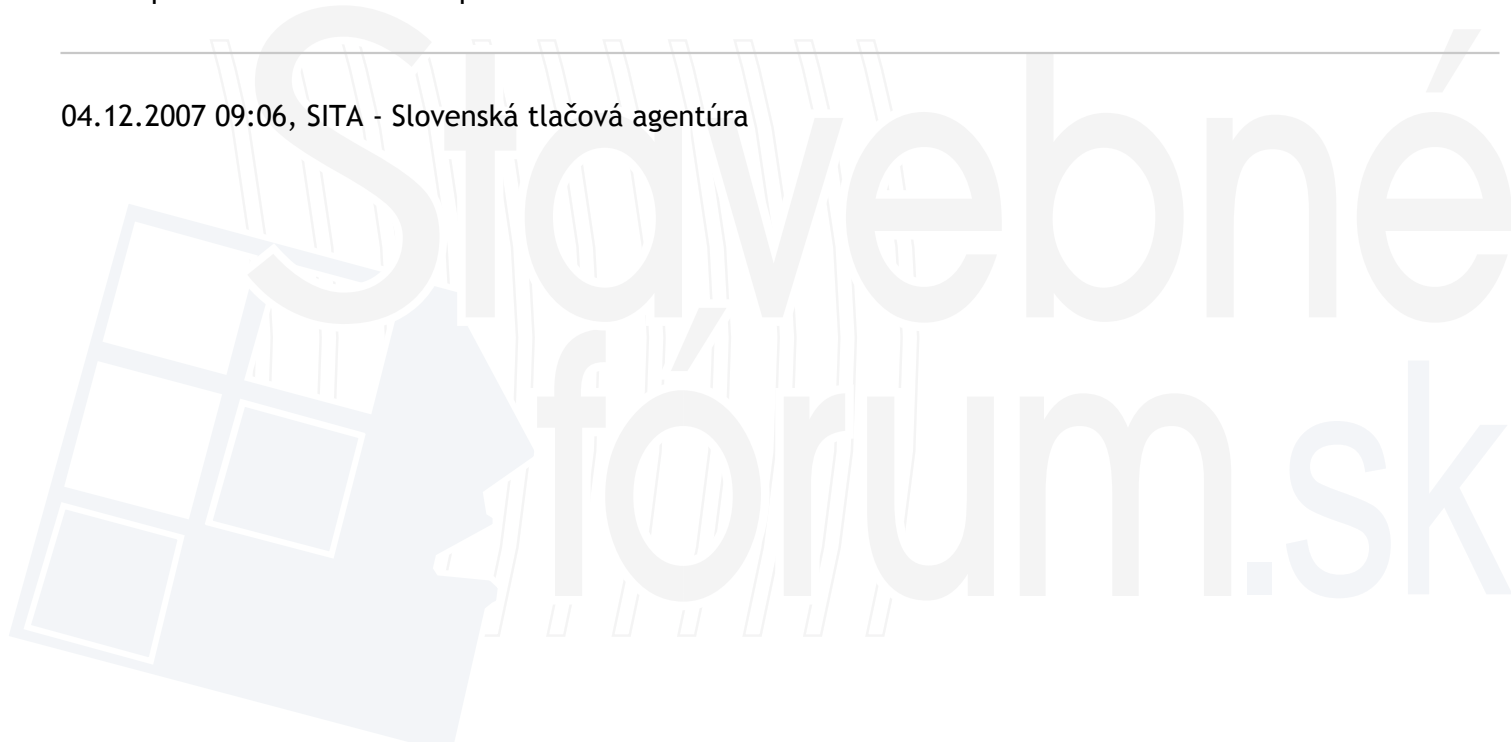 04.12.2007 09:06, SITA - Slovenská tlačová agentúra
Stavebné
fórum.sk